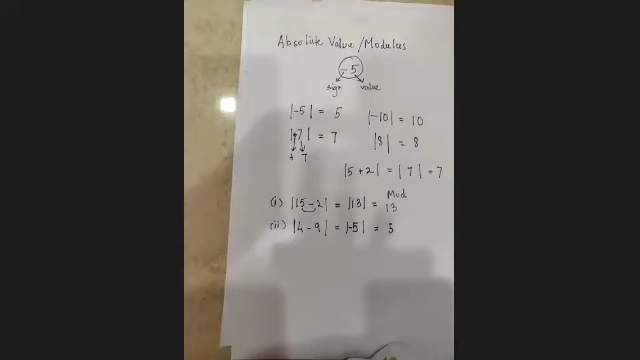 Absolute Value / Modulus
-5
sign value
|-5| = 5
|-10| = 10
|+7| = 7
|8| = 8
+ 7
|5 + 2| = |7| = 7
Mod
(i) |15 - 2| = |13| = 13
(ii) |4 - 9| = |-5| = 5